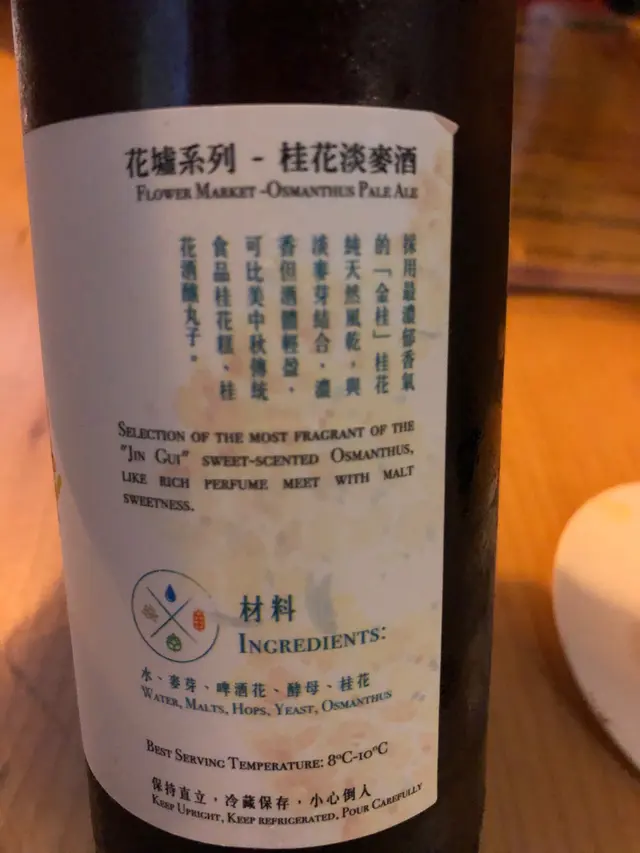 花墟系列 - 桂花淡麥酒
FLOWER MARKET -OSMANTHUS PALE ALE
採用最濃郁香氣
的「金桂」桂花
純天然風乾，與
淡麥芽結合，濃
香但酒體輕盈，
可比美中秋傳統
食品桂花糕、桂
花酒釀丸子。
SELECTION OF THE MOST FRAGRANT OF THE
"JIN GUI" SWEET-SCENTED OSMANTHUS,
LIKE RICH PERFUME MEET WITH MALT
SWEETNESS.
材料
INGREDIENTS:
水、麥芽、啤酒花、酵母、桂花
WATER, MALTS, HOPS, YEAST, OSMANTHUS
BEST SERVING TEMPERATURE: 8°C-10°C
保持直立，冷藏保存，小心倒人
KEEP UPRIGHT, KEEP REFRIGERATED, POUR CAREFULLY